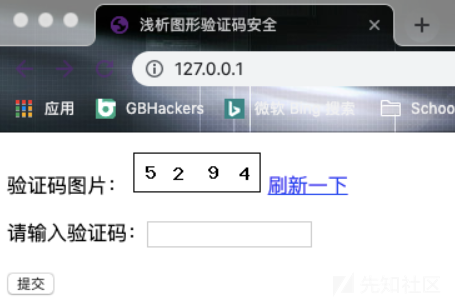 浅析图形验证码安全
127.0.0.1
应用 GBHackers 微软 Bing 搜索 Schoo
验证码图片： 5 2 9 4 刷新一下
请输入验证码：
提交
先知社区